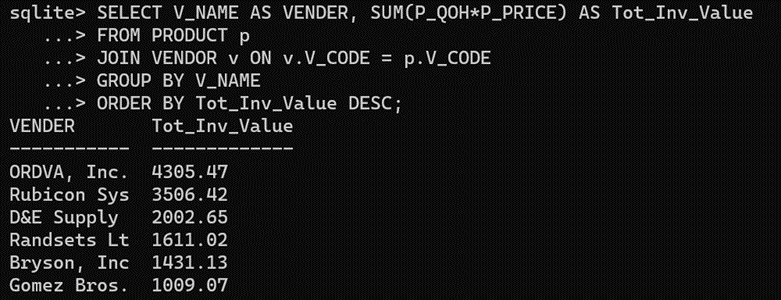 sqlite> SELECT V_NAME AS VENDER, SUM(P_QOH*P_PRICE) AS Tot_Inv_Value
   ...> FROM PRODUCT p
   ...> JOIN VENDOR v ON v.V_CODE = p.V_CODE
   ...> GROUP BY V_NAME
   ...> ORDER BY Tot_Inv_Value DESC;
VENDER       Tot_Inv_Value
-----------  -------------
ORDVA, Inc.  4305.47
Rubicon Sys  3506.42
D&E Supply   2002.65
Randsets Lt  1611.02
Bryson, Inc  1431.13
Gomez Bros.  1009.07